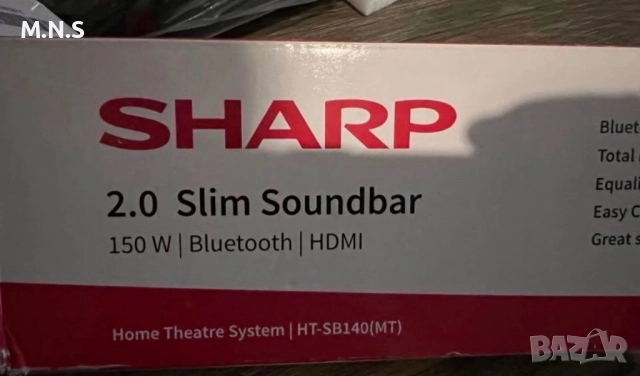 M.N.S
SHARP
2.0 Slim Soundbar
150 W | Bluetooth | HDMI
Home Theatre System | HT-SB140(MT)
Bluet
Total
Equali
Easy C
Great s
BAZAR